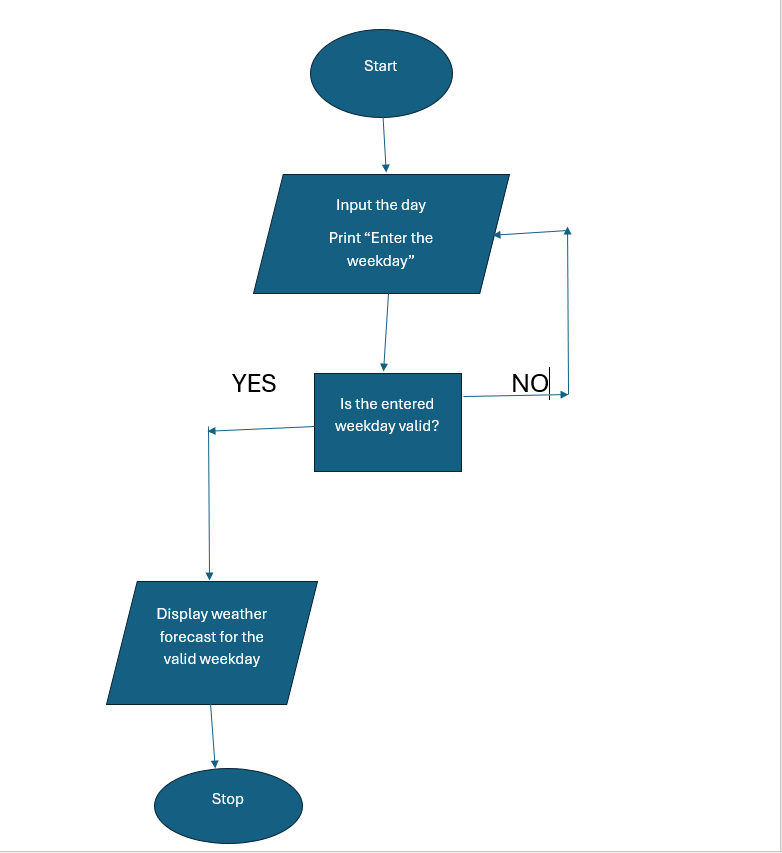 Start
Input the day
Print “Enter the
weekday”
YES
NO
Is the entered
weekday valid?
Display weather
forecast for the
valid weekday
Stop